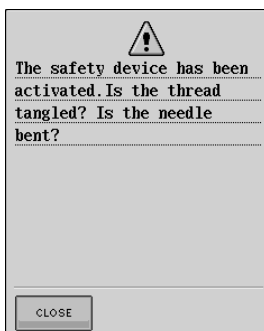 The safety device has been
activated.Is the thread
tangled? Is the needle
bent?
CLOSE